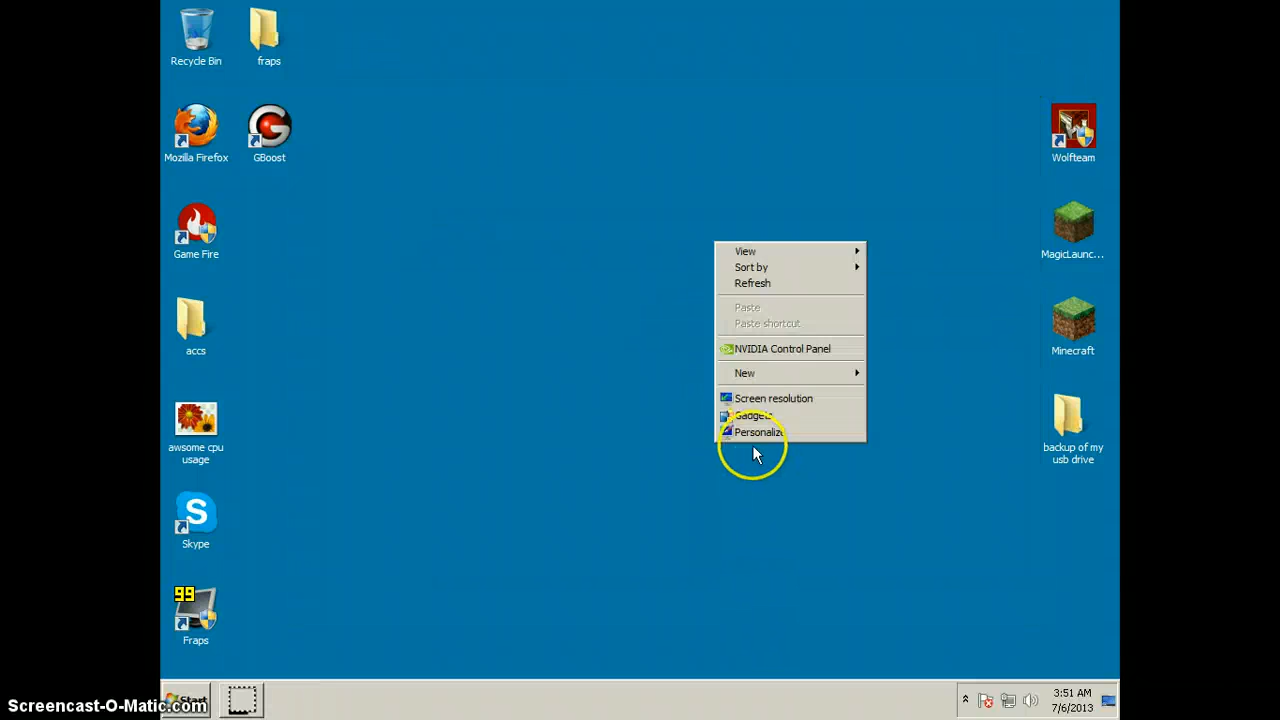 Recycle Bin
fraps
Mozilla Firefox
GBoost
Wolfteam
Game Fire
MagicLaunc...
accs
Minecraft
awsome cpu
usage
backup of my
usb drive
Skype
99
Fraps
View
Sort by
Refresh
Paste
Paste shortcut
NVIDIA Control Panel
New
Screen resolution
Gadgets
Personalize
Start
Screencast-O-Matic.com
3:51 AM
7/6/2013